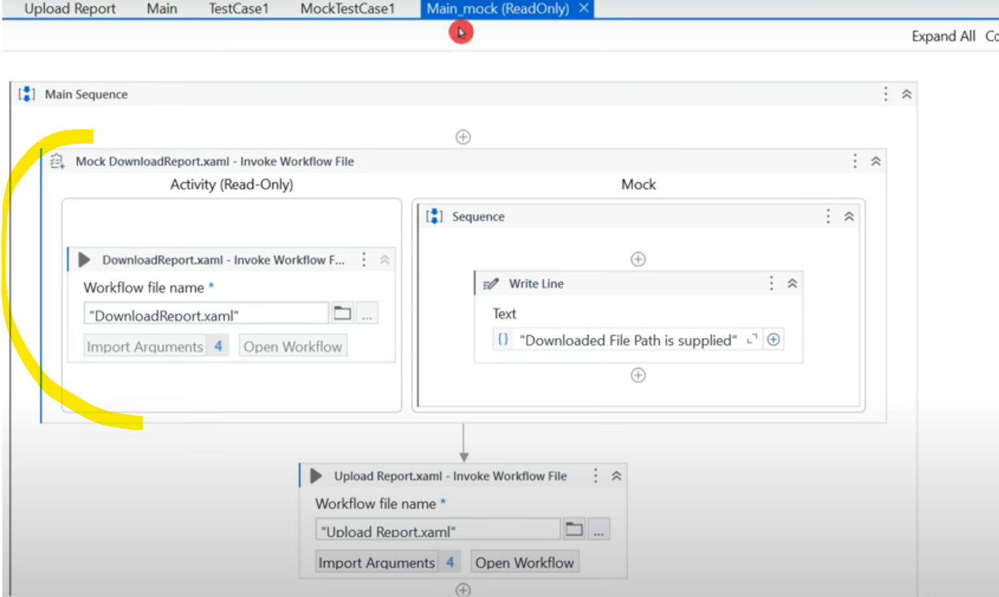 Upload Report Main TestCase1 MockTestCase1 Main_mock (ReadOnly) ×
Expand All Co
Main Sequence
Mock DownloadReport.xaml - Invoke Workflow File
Activity (Read-Only) Mock
Sequence
DownloadReport.xaml - Invoke Workflow F...
Write Line
Workflow file name *
Text
"DownloadReport.xaml" ...
{} "Downloaded File Path is supplied"
Import Arguments 4 Open Workflow
Upload Report.xaml - Invoke Workflow File
Workflow file name *
"Upload Report.xaml" ...
Import Arguments 4 Open Workflow